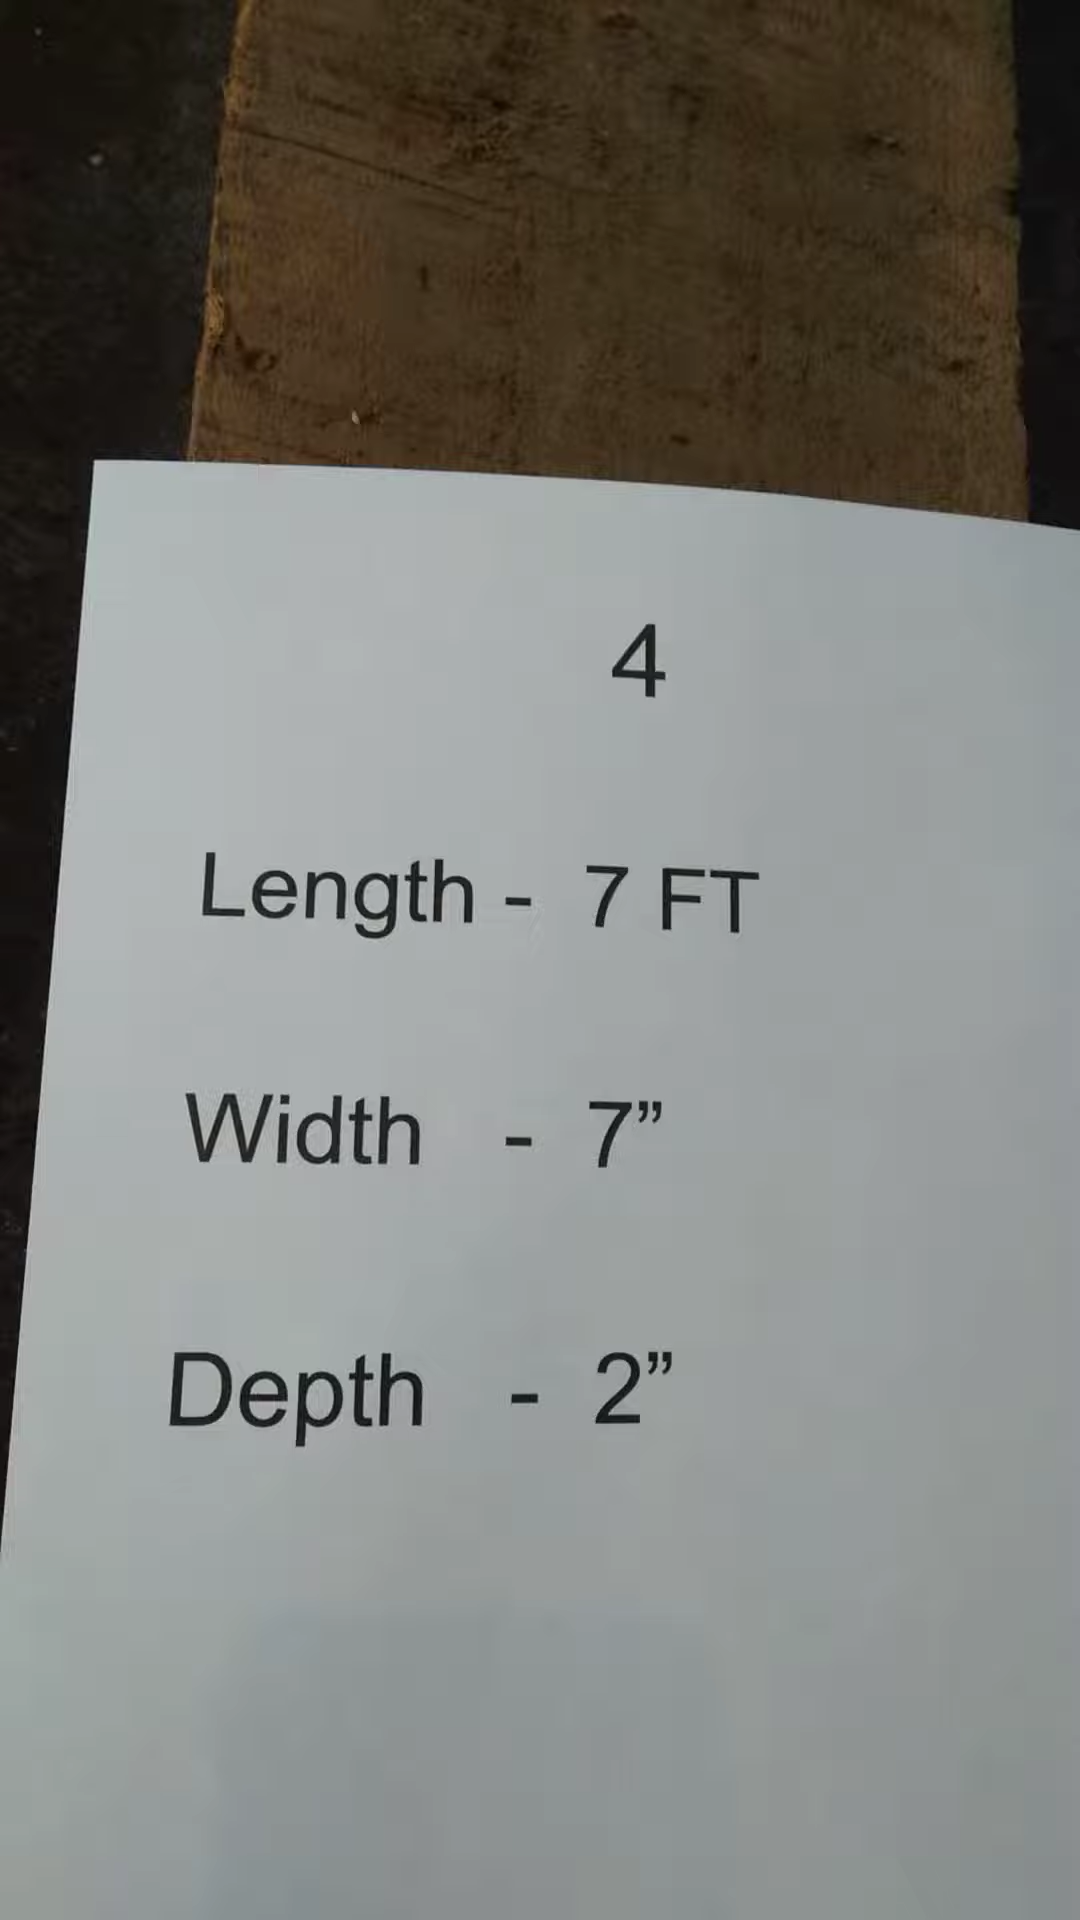 4
Length - 7 FT
Width - 7”
Depth - 2”